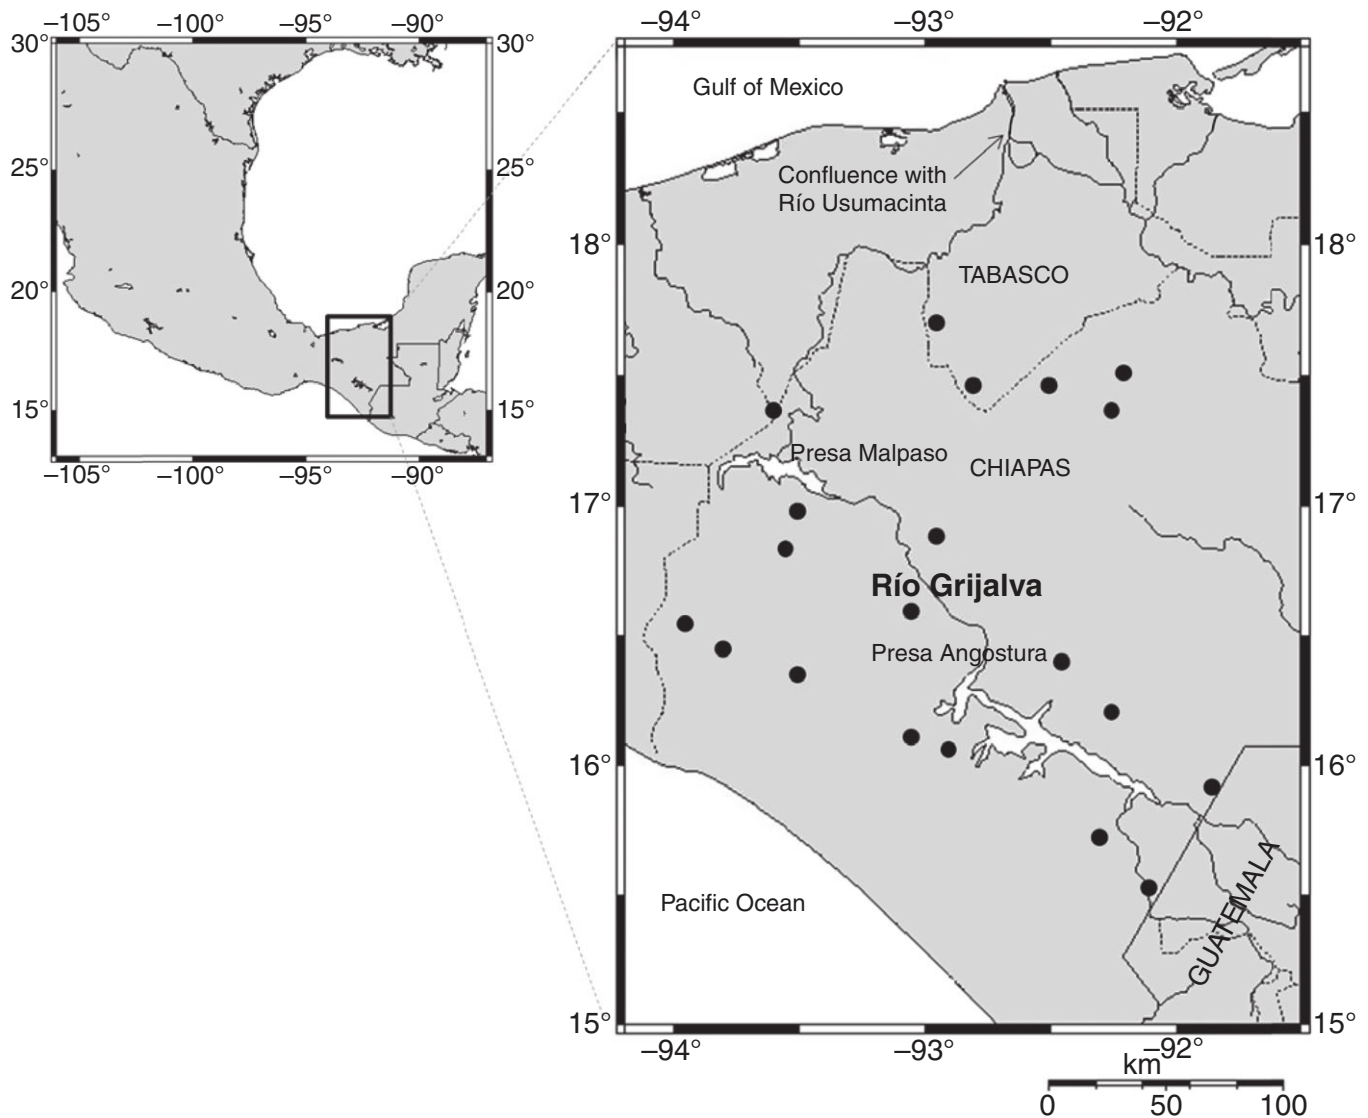 –105° –100° –95° –90°
30° 30°
25° 25°
20° 20°
15° 15°
–105° –100° –95° –90°
–94° –93° –92°
Gulf of Mexico
Confluence with
Río Usumacinta
18° 18°
TABASCO
Presa Malpaso
CHIAPAS
17° 17°
Río Grijalva
Presa Angostura
16° 16°
GUATEMALA
Pacific Ocean
15° 15°
–94° –93° –92°
km
0 50 100